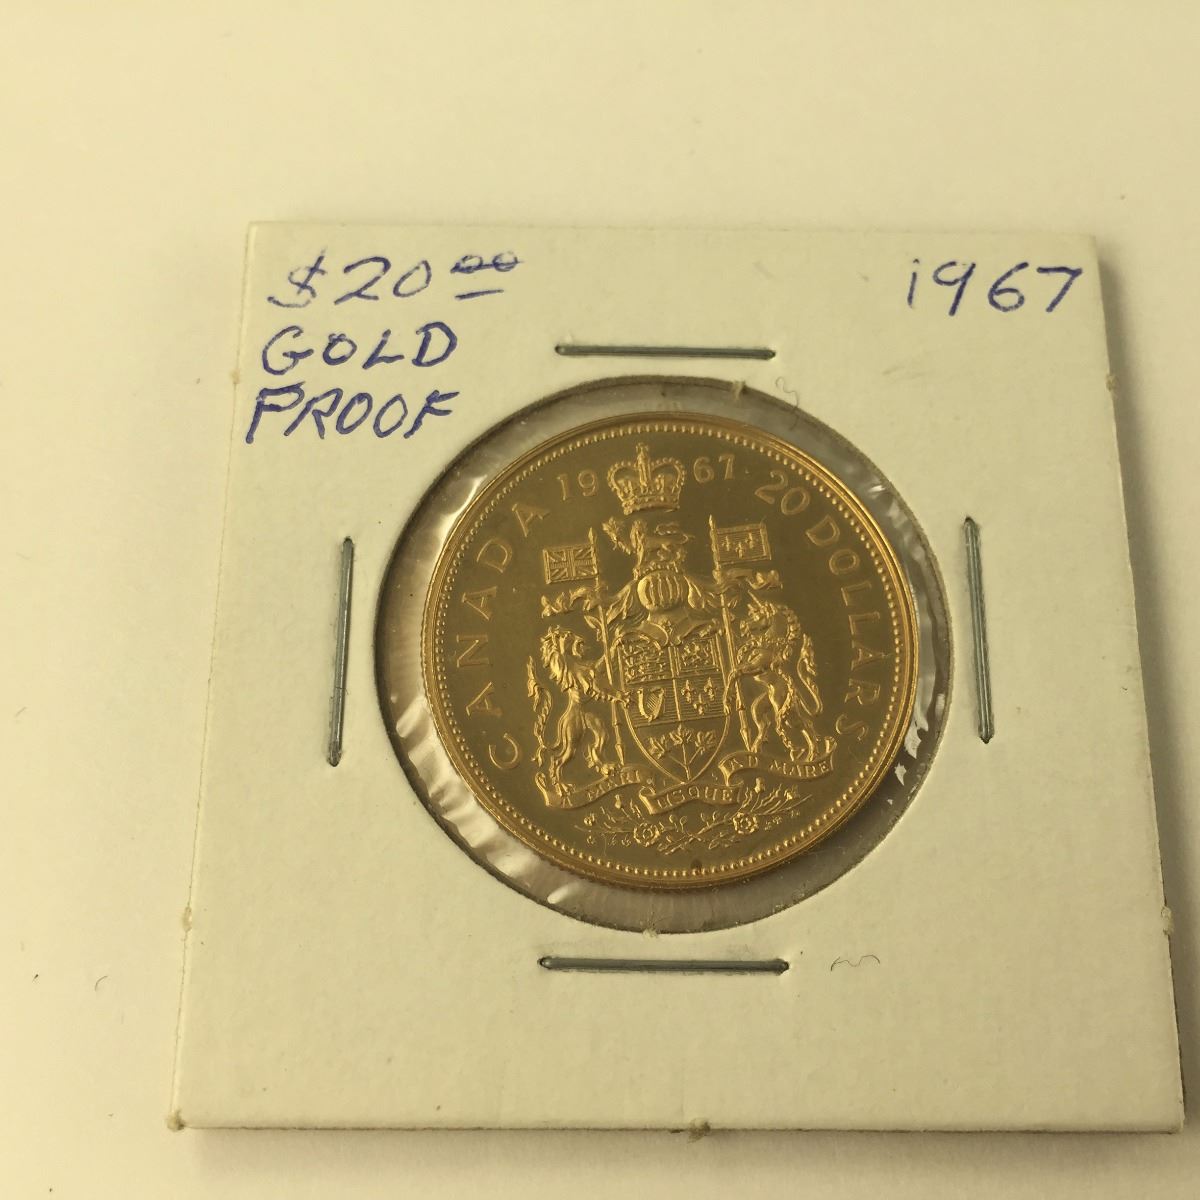 $20.00
GOLD
PROOF
1967
CANADA 1967 20 DOLLARS
A MARI USQUE AD MARE